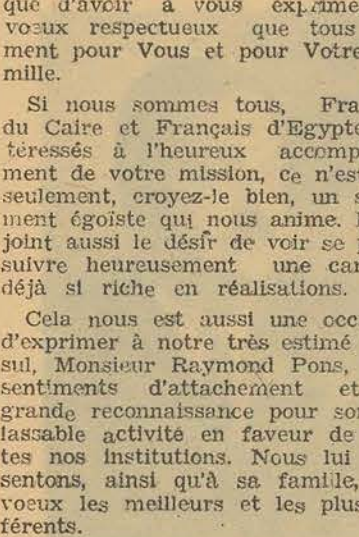 que d'avoir à vous exprime
voeux respectueux que tous
ment pour Vous et pour Votre
mille.
Si nous sommes tous, Fra
du Caire et Français d'Egypte
téressés à l'heureux accomp
ment de votre mission, ce n'es
seulement, croyez-le bien, un s
ment égoïste qui nous anime.
joint aussi le désir de voir se
suivre heureusement une car
déjà si riche en réalisations.
Cela nous est aussi une occ
d'exprimer à notre très estimé
sul, Monsieur Raymond Pons,
sentiments d'attachement et
grande reconnaissance pour so
lassable activité en faveur de
tes nos institutions. Nous lui
sentons, ainsi qu'à sa famille,
voeux les meilleurs et les plus
férents.